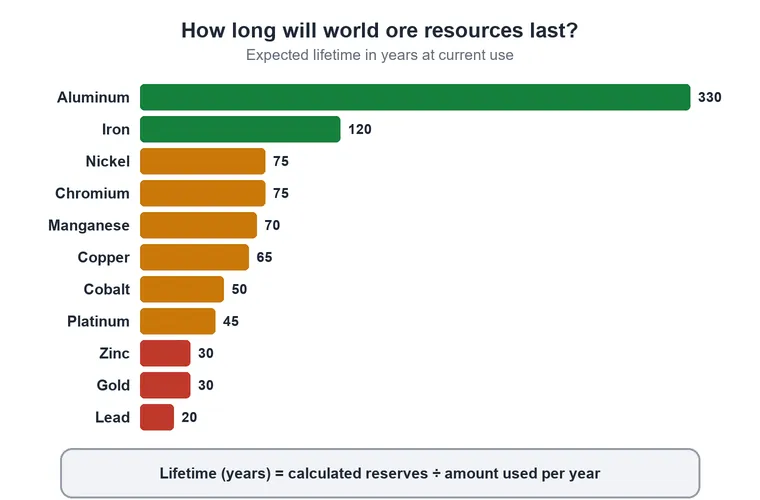 How long will world ore resources last?
Expected lifetime in years at current use
Aluminum 330
Iron 120
Nickel 75
Chromium 75
Manganese 70
Copper 65
Cobalt 50
Platinum 45
Zinc 30
Gold 30
Lead 20
Lifetime (years) = calculated reserves ÷ amount used per year